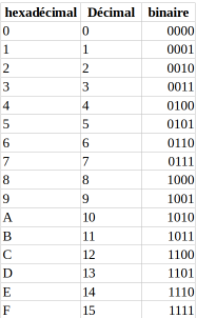 hexadécimal Décimal binaire
0 0 0000
1 1 0001
2 2 0010
3 3 0011
4 4 0100
5 5 0101
6 6 0110
7 7 0111
8 8 1000
9 9 1001
A 10 1010
B 11 1011
C 12 1100
D 13 1101
E 14 1110
F 15 1111